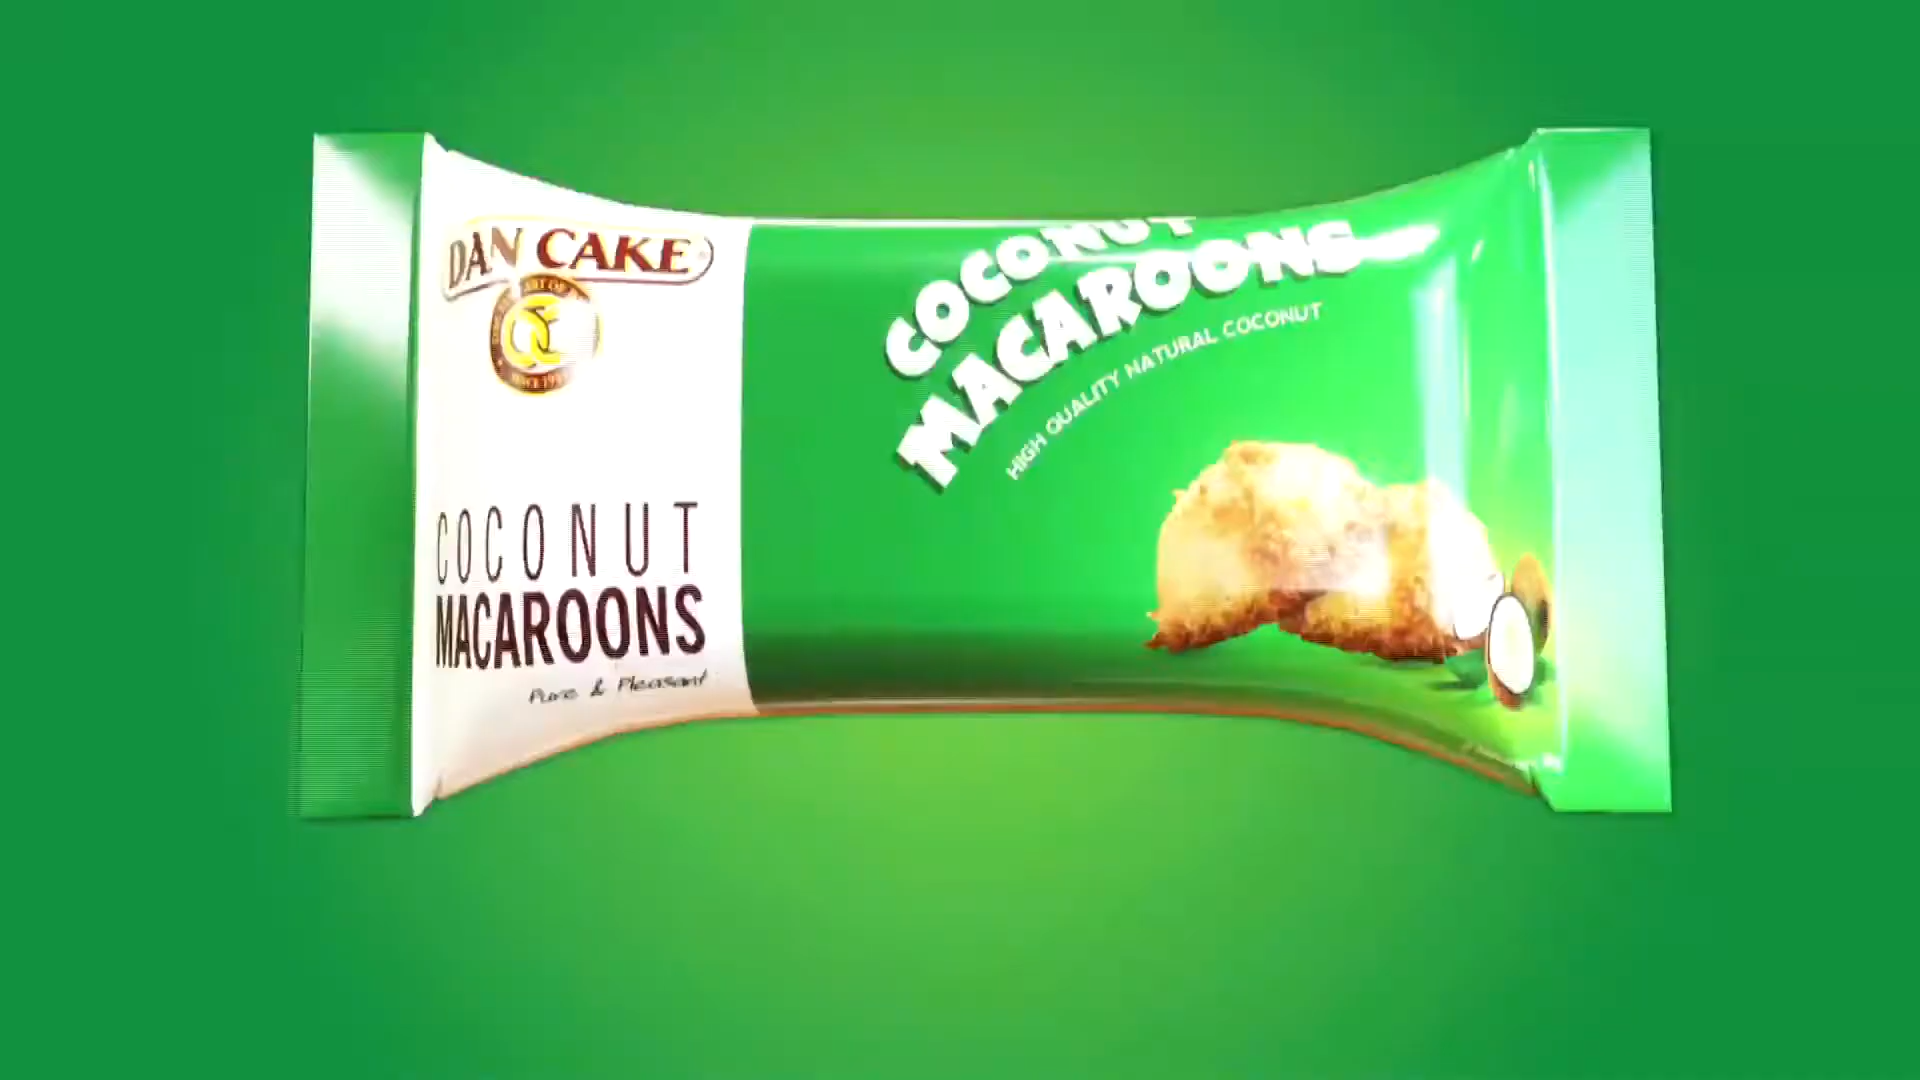 DAN CAKE
COCONUT
MACAROONS
Pure & Pleasant
COCONUT
MACAROONS
HIGH QUALITY NATURAL COCONUT